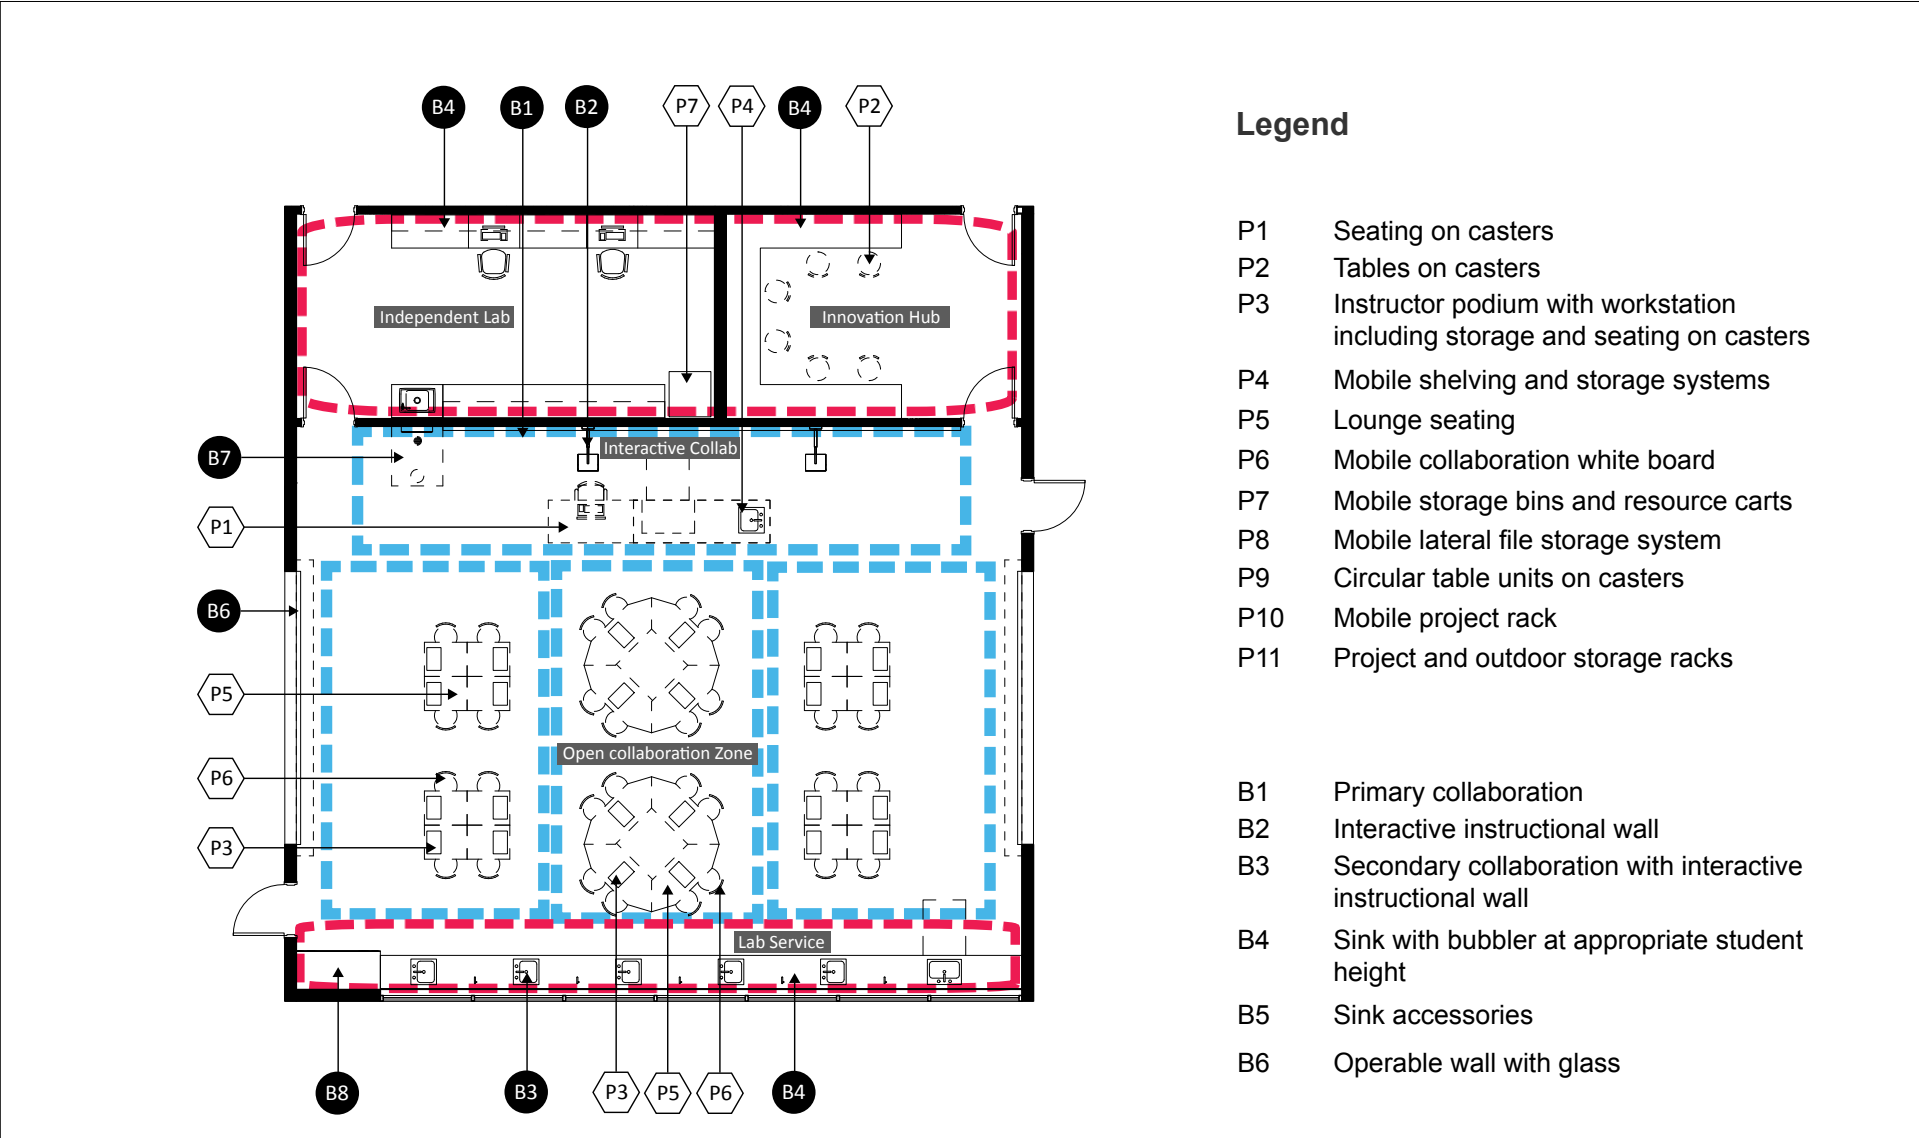 B4 B1 B2 P7 P4 B4 P2
Independent Lab
Innovation Hub
Interactive Collab
B7
P1
B6
P5
Open collaboration Zone
P6
P3
Lab Service
B8 B3 P3 P5 P6 B4
Legend
P1 Seating on casters
P2 Tables on casters
P3 Instructor podium with workstation
including storage and seating on casters
P4 Mobile shelving and storage systems
P5 Lounge seating
P6 Mobile collaboration white board
P7 Mobile storage bins and resource carts
P8 Mobile lateral file storage system
P9 Circular table units on casters
P10 Mobile project rack
P11 Project and outdoor storage racks
B1 Primary collaboration
B2 Interactive instructional wall
B3 Secondary collaboration with interactive
instructional wall
B4 Sink with bubbler at appropriate student
height
B5 Sink accessories
B6 Operable wall with glass